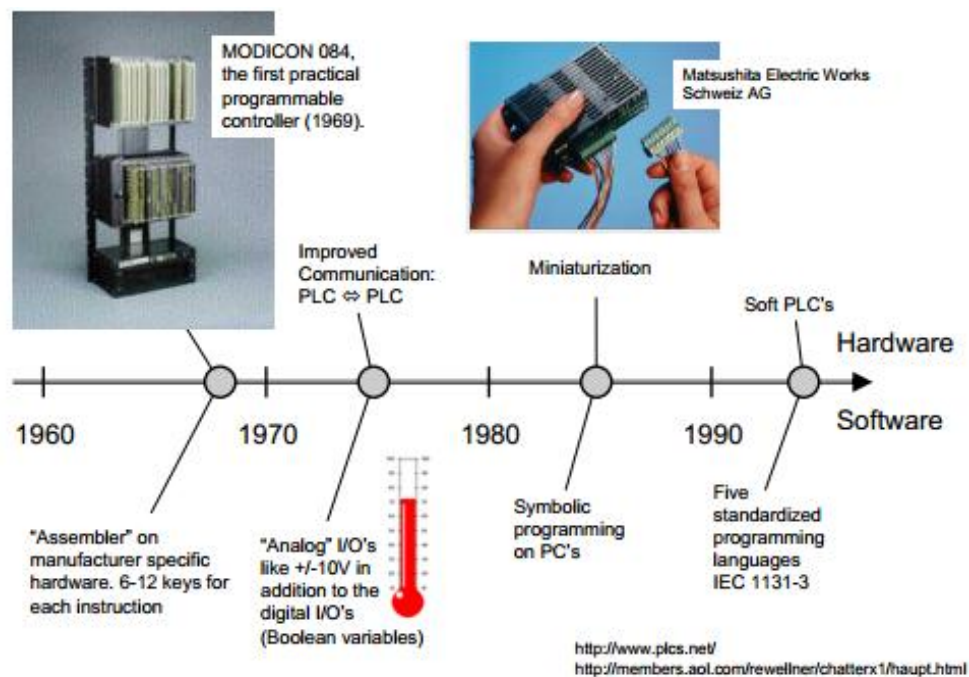 MODICON 084,
the first practical
programmable
controller (1969).
Matsushita Electric Works
Schweiz AG
Improved
Communication:
PLC ⇔ PLC
Miniaturization
Soft PLC's
Hardware
1960
1970
1980
1990
Software
"Assembler" on
manufacturer specific
hardware. 6-12 keys for
each instruction
"Analog" I/O's
like +/-10V in
addition to the
digital I/O's
(Boolean variables)
Symbolic
programming
on PC's
Five
standardized
programming
languages
IEC 1131-3
http://www.plcs.net/
http://members.aol.com/rewellner/chatterx1/haupt.html